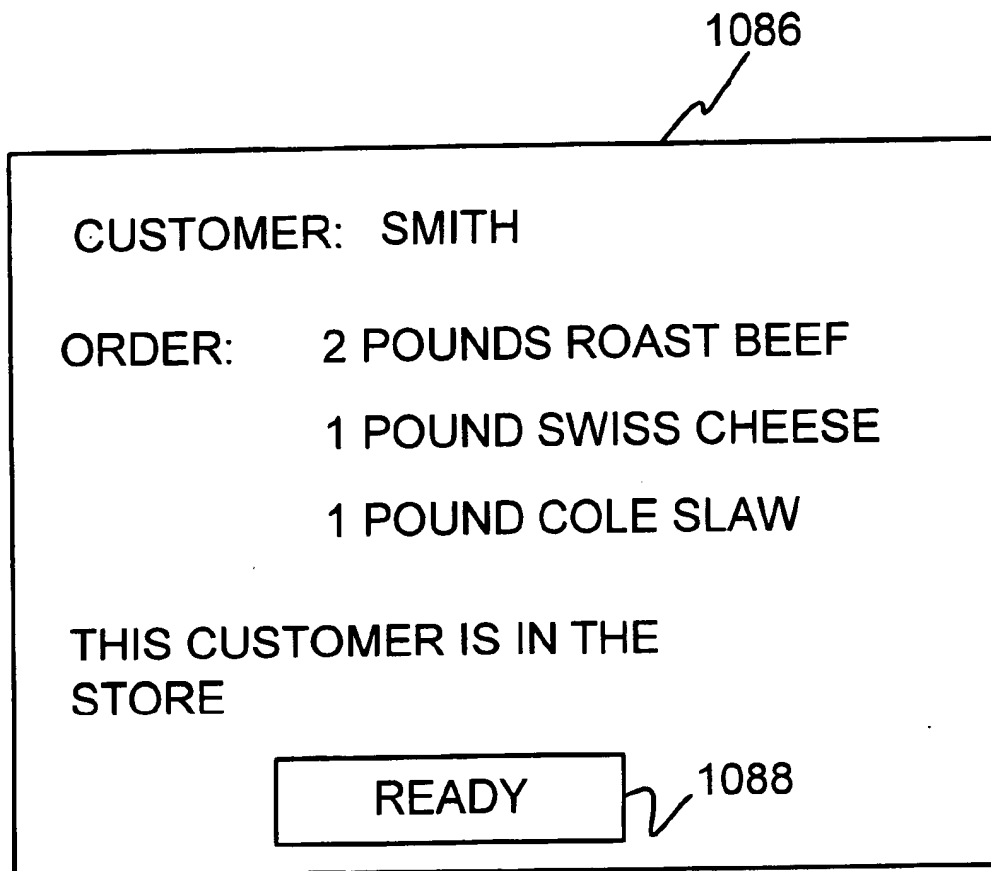 1086
CUSTOMER: SMITH
ORDER: 2 POUNDS ROAST BEEF
1 POUND SWISS CHEESE
1 POUND COLE SLAW
THIS CUSTOMER IS IN THE
STORE
READY 1088